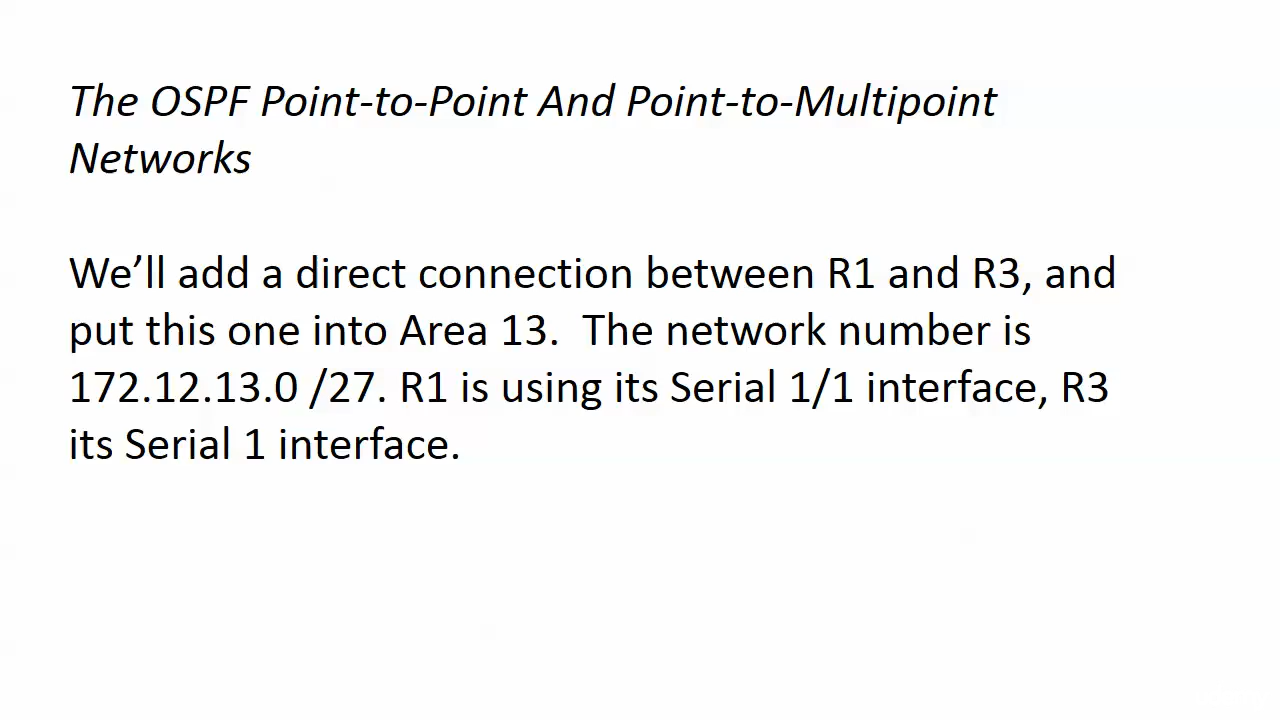 The OSPF Point-to-Point And Point-to-Multipoint
Networks
We’ll add a direct connection between R1 and R3, and
put this one into Area 13.  The network number is
172.12.13.0 /27. R1 is using its Serial 1/1 interface, R3
its Serial 1 interface.